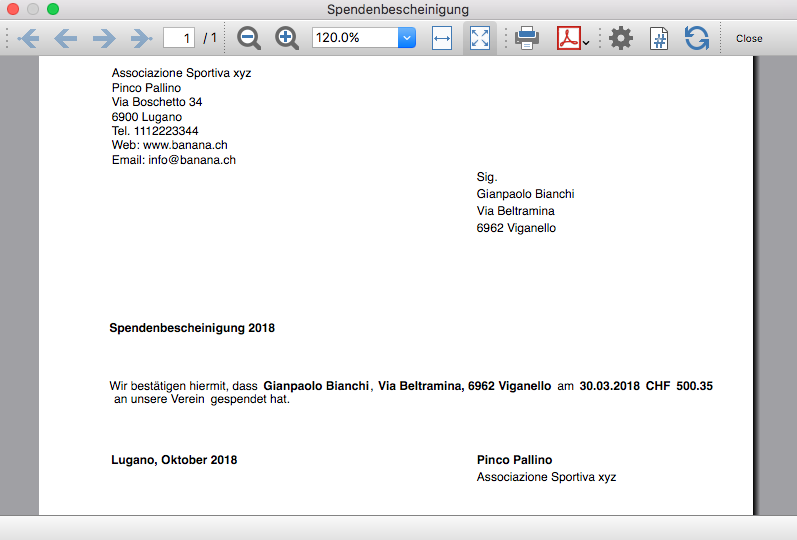 Spendenbescheinigung
1 / 1 120.0% Close
Associazione Sportiva xyz
Pinco Pallino
Via Boschetto 34
6900 Lugano
Tel. 1112223344
Web: www.banana.ch
Email: info@banana.ch
Sig.
Gianpaolo Bianchi
Via Beltramina
6962 Viganello
Spendenbescheinigung 2018
Wir bestätigen hiermit, dass Gianpaolo Bianchi, Via Beltramina, 6962 Viganello am 30.03.2018 CHF 500.35
an unsere Verein gespendet hat.
Lugano, Oktober 2018
Pinco Pallino
Associazione Sportiva xyz